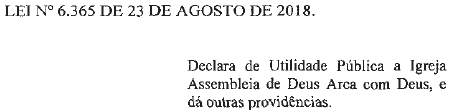 LEI Nº 6.365 DE 23 DE AGOSTO DE 2018.
Declara de Utilidade Pública a Igreja
Assembleia de Deus Arca com Deus, e
dá outras providências.